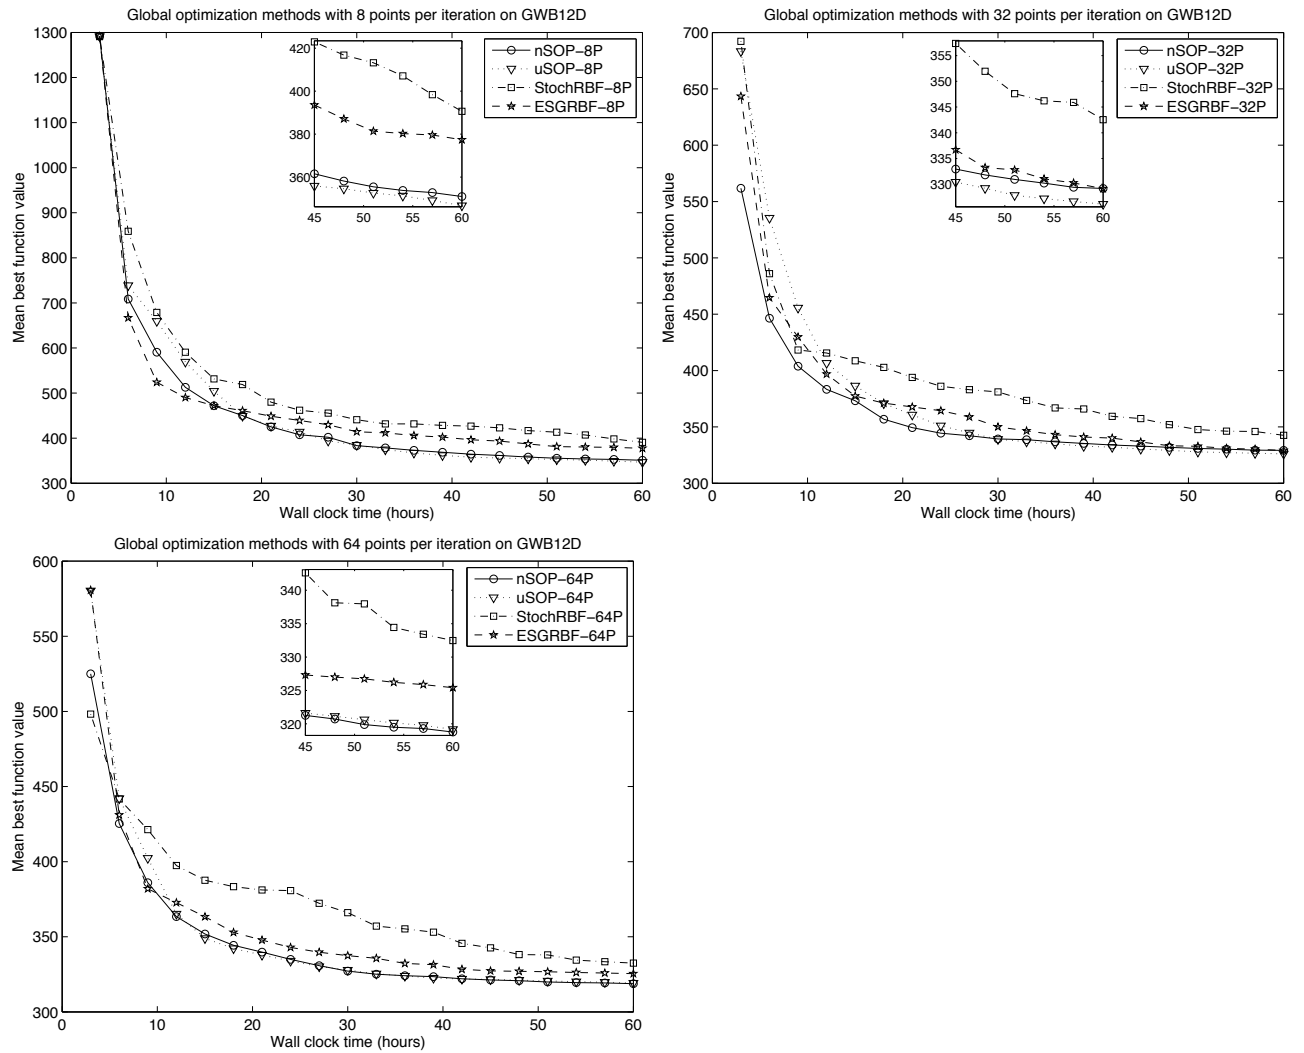 Global optimization methods with 8 points per iteration on GWB12D
1300
1200
1100
1000
900
800
700
600
500
400
300
0 10 20 30 40 50 60
Mean best function value
Wall clock time (hours)
420
400
380
360
45 50 55 60
nSOP−8P
uSOP−8P
StochRBF−8P
ESGRBF−8P
Global optimization methods with 32 points per iteration on GWB12D
700
650
600
550
500
450
400
350
300
0 10 20 30 40 50 60
Mean best function value
Wall clock time (hours)
355
350
345
340
335
330
45 50 55 60
nSOP−32P
uSOP−32P
StochRBF−32P
ESGRBF−32P
Global optimization methods with 64 points per iteration on GWB12D
600
550
500
450
400
350
300
0 10 20 30 40 50 60
Mean best function value
Wall clock time (hours)
340
335
330
325
320
45 50 55 60
nSOP−64P
uSOP−64P
StochRBF−64P
ESGRBF−64P